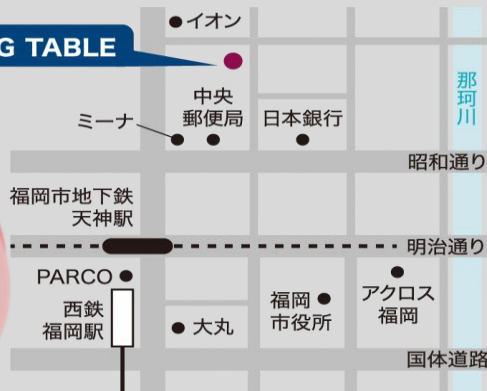 イオン
G TABLE
中央
郵便局
ミーナ
日本銀行
那珂川
昭和通り
福岡市地下鉄
天神駅
明治通り
PARCO
西鉄
福岡駅
大丸
福岡
市役所
アクロス
福岡
国体道路